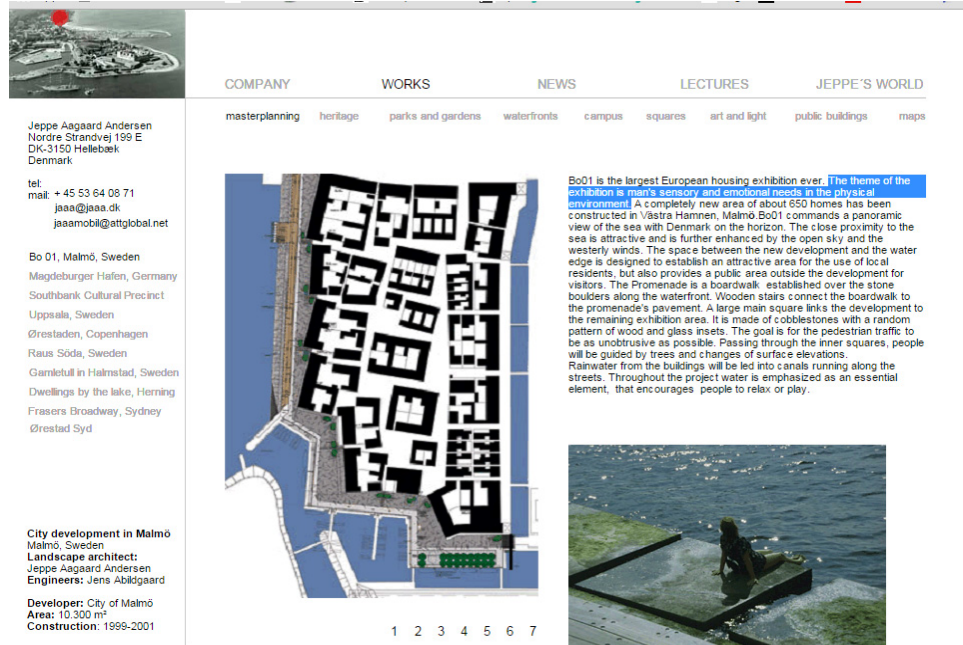 COMPANY WORKS NEWS LECTURES JEPPE´S WORLD
masterplanning heritage parks and gardens waterfronts campus squares art and light public buildings maps
Jeppe Aagaard Andersen
Nordre Strandvej 199 E
DK-3150 Hellebæk
Denmark
tel:
mail: + 45 53 64 08 71
jaaa@jaaa.dk
jaaamobil@attglobal.net
Bo 01, Malmö, Sweden
Magdeburger Hafen, Germany
Southbank Cultural Precinct
Uppsala, Sweden
Ørestaden, Copenhagen
Raus Söda, Sweden
Gamletull in Halmstad, Sweden
Dwellings by the lake, Herning
Frasers Broadway, Sydney
Ørestad Syd
City development in Malmö
Malmö, Sweden
Landscape architect:
Jeppe Aagaard Andersen
Engineers: Jens Abildgaard
Developer: City of Malmö
Area: 10.300 m²
Construction: 1999-2001
Bo01 is the largest European housing exhibition ever. The theme of the
exhibition is man's sensory and emotional needs in the physical
environment. A completely new area of about 650 homes has been
constructed in Västra Hamnen, Malmö.Bo01 commands a panoramic
view of the sea with Denmark on the horizon. The close proximity to the
sea is attractive and is further enhanced by the open sky and the
westerly winds. The space between the new development and the water
edge is designed to establish an attractive area for the use of local
residents, but also provides a public area outside the development for
visitors. The Promenade is a boardwalk established over the stone
boulders along the waterfront. Wooden stairs connect the boardwalk to
the promenade's pavement. A large main square links the development to
the remaining exhibition area. It is made of cobblestones with a random
pattern of wood and glass insets. The goal is for the pedestrian traffic to
be as unobtrusive as possible. Passing through the inner squares, people
will be guided by trees and changes of surface elevations.
Rainwater from the buildings will be led into canals running along the
streets. Throughout the project water is emphasized as an essential
element, that encourages people to relax or play.
1 2 3 4 5 6 7